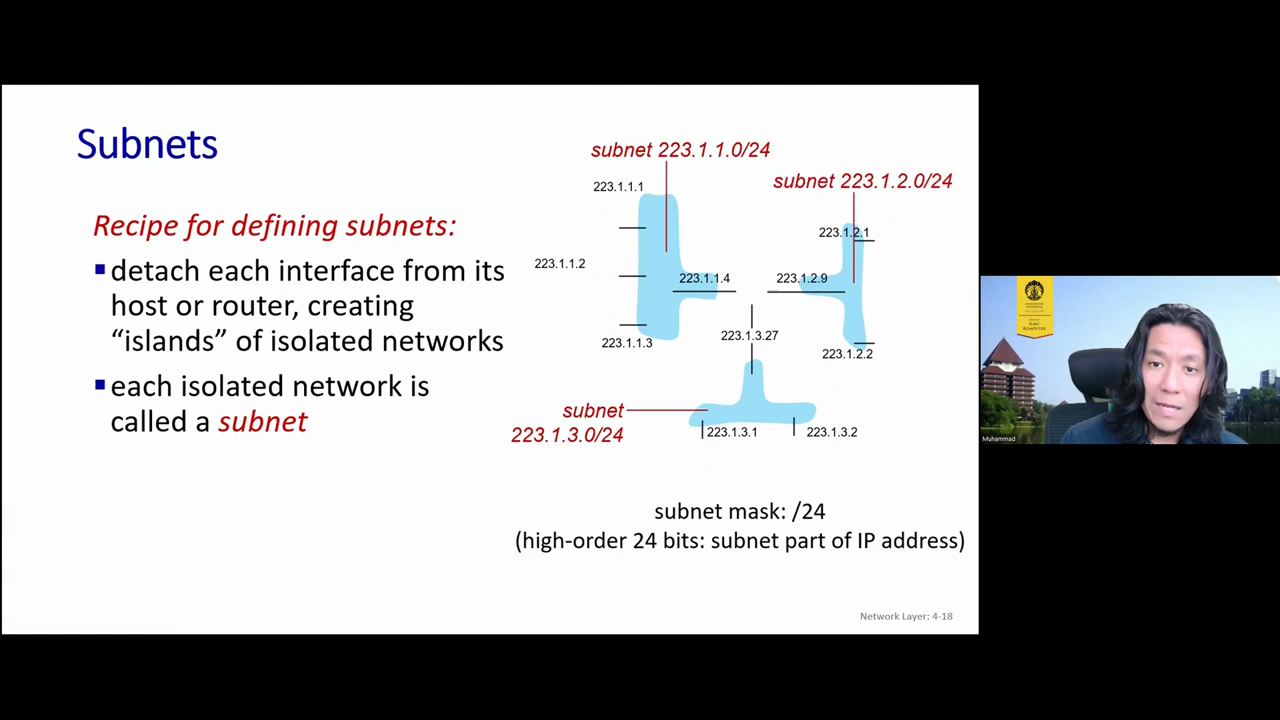 Subnets
Recipe for defining subnets:
detach each interface from its
host or router, creating
“islands” of isolated networks
each isolated network is
called a subnet
subnet 223.1.1.0/24
subnet 223.1.2.0/24
223.1.1.1
223.1.2.1
223.1.1.2
223.1.1.4
223.1.2.9
223.1.3.27
223.1.1.3
223.1.2.2
subnet
223.1.3.0/24
223.1.3.1
223.1.3.2
subnet mask: /24
(high-order 24 bits: subnet part of IP address)
Network Layer: 4-18
ILMU
KOMPUTER
Muhammad